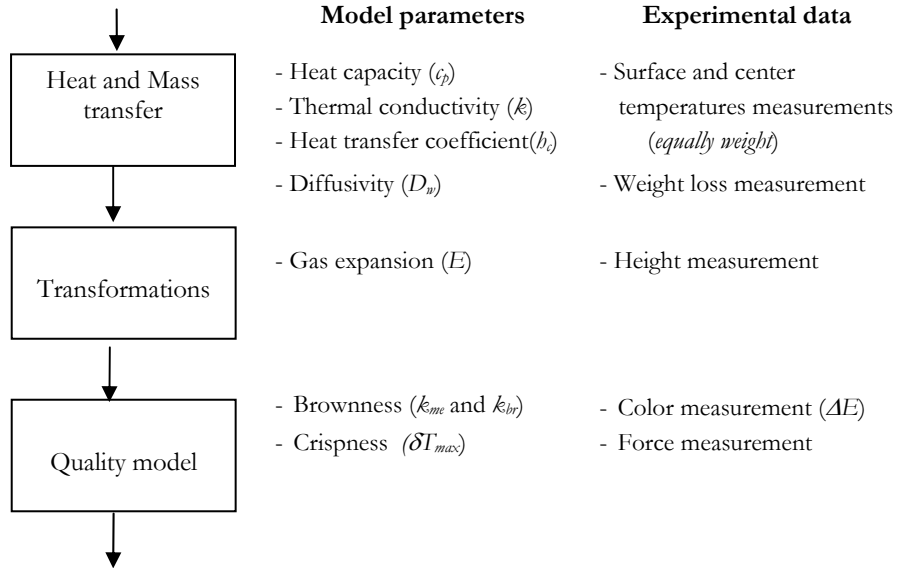 Model parameters
Experimental data
Heat and Mass
transfer
- Heat capacity (cp)
- Thermal conductivity (k)
- Heat transfer coefficient(hc)
- Diffusivity (Dw)
- Surface and center
temperatures measurements
(equally weight)
- Weight loss measurement
Transformations
- Gas expansion (E)
- Height measurement
Quality model
- Brownness (kme and kbr)
- Crispness (δTmax)
- Color measurement (ΔE)
- Force measurement